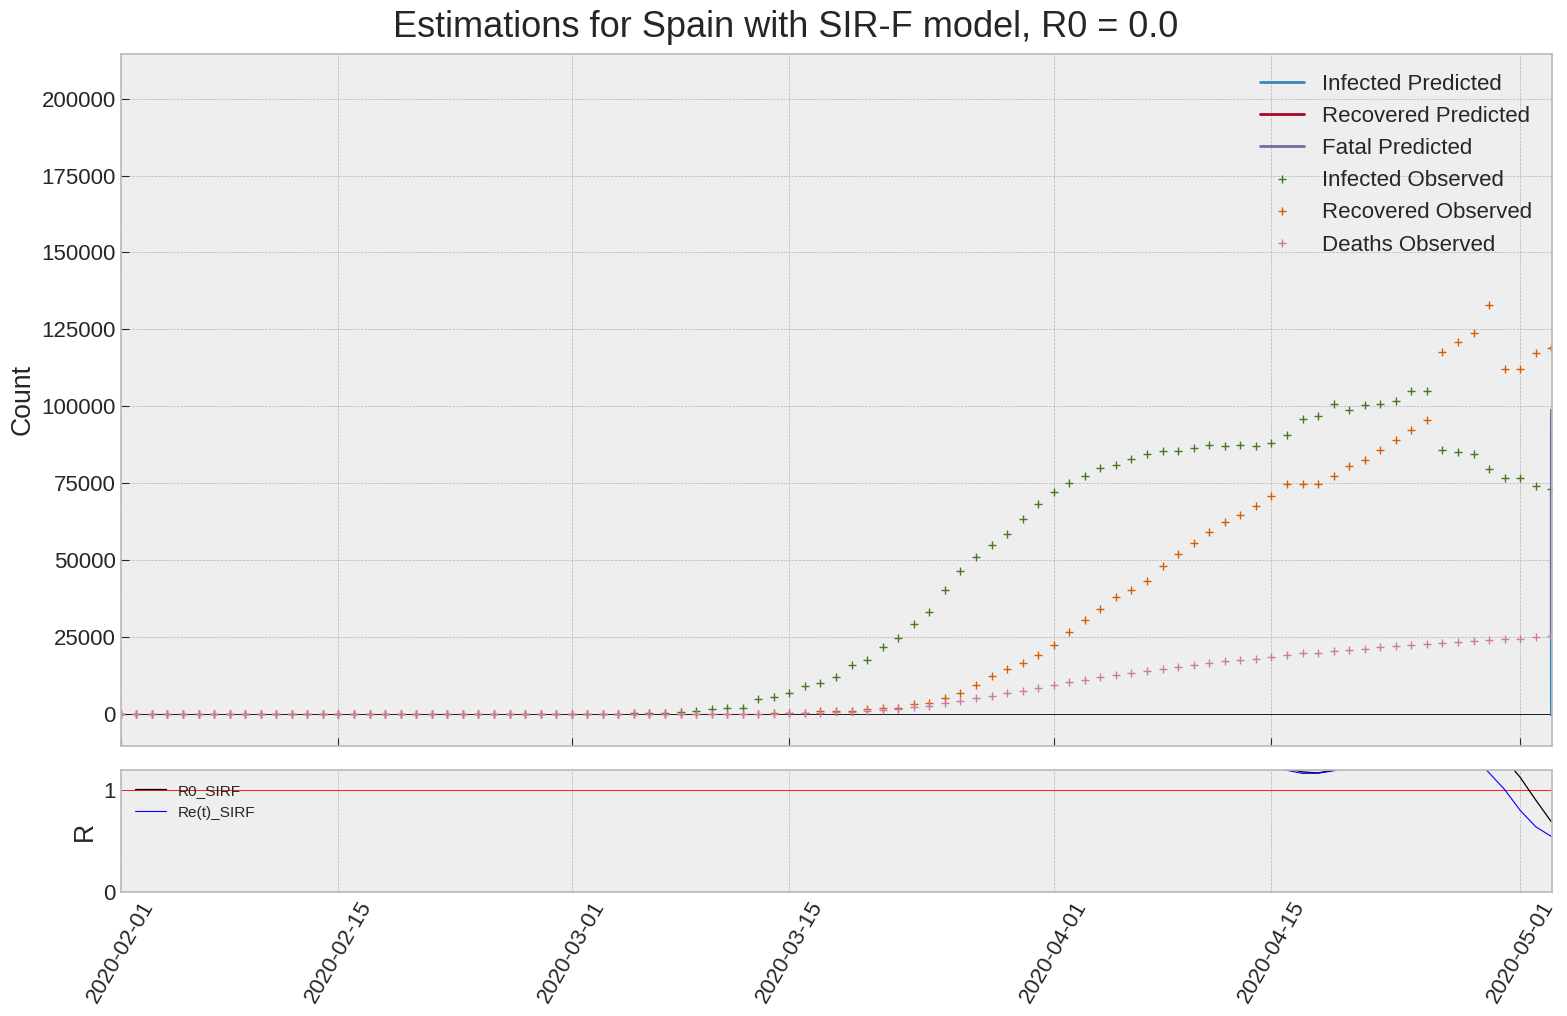 Estimations for Spain with SIR-F model, R0 = 0.0
Infected Predicted
Recovered Predicted
Fatal Predicted
Infected Observed
Recovered Observed
Deaths Observed
200000
175000
150000
125000
100000
75000
50000
25000
0
Count
R0_SIRF
Re(t)_SIRF
1
0
R
2020-02-01
2020-02-15
2020-03-01
2020-03-15
2020-04-01
2020-04-15
2020-05-01